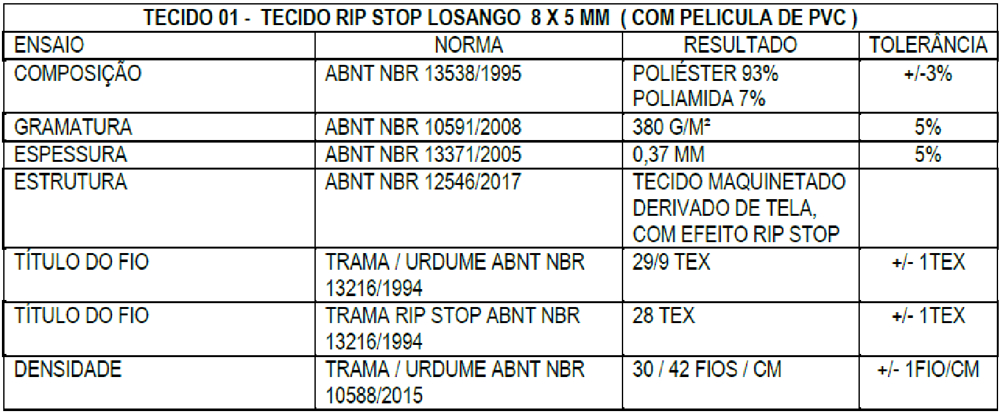 TECIDO 01 - TECIDO RIP STOP LOSANGO 8 X 5 MM ( COM PELICULA DE PVC )
ENSAIO NORMA RESULTADO TOLERÂNCIA
COMPOSIÇÃO ABNT NBR 13538/1995 POLIÉSTER 93% +/-3%
POLIAMIDA 7%
GRAMATURA ABNT NBR 10591/2008 380 G/M² 5%
ESPESSURA ABNT NBR 13371/2005 0,37 MM 5%
ESTRUTURA ABNT NBR 12546/2017 TECIDO MAQUINETADO
DERIVADO DE TELA,
COM EFEITO RIP STOP
TÍTULO DO FIO TRAMA / URDUME ABNT NBR 29/9 TEX +/- 1TEX
13216/1994
TÍTULO DO FIO TRAMA RIP STOP ABNT NBR 28 TEX +/- 1TEX
13216/1994
DENSIDADE TRAMA / URDUME ABNT NBR 30 / 42 FIOS / CM +/- 1FIO/CM
10588/2015